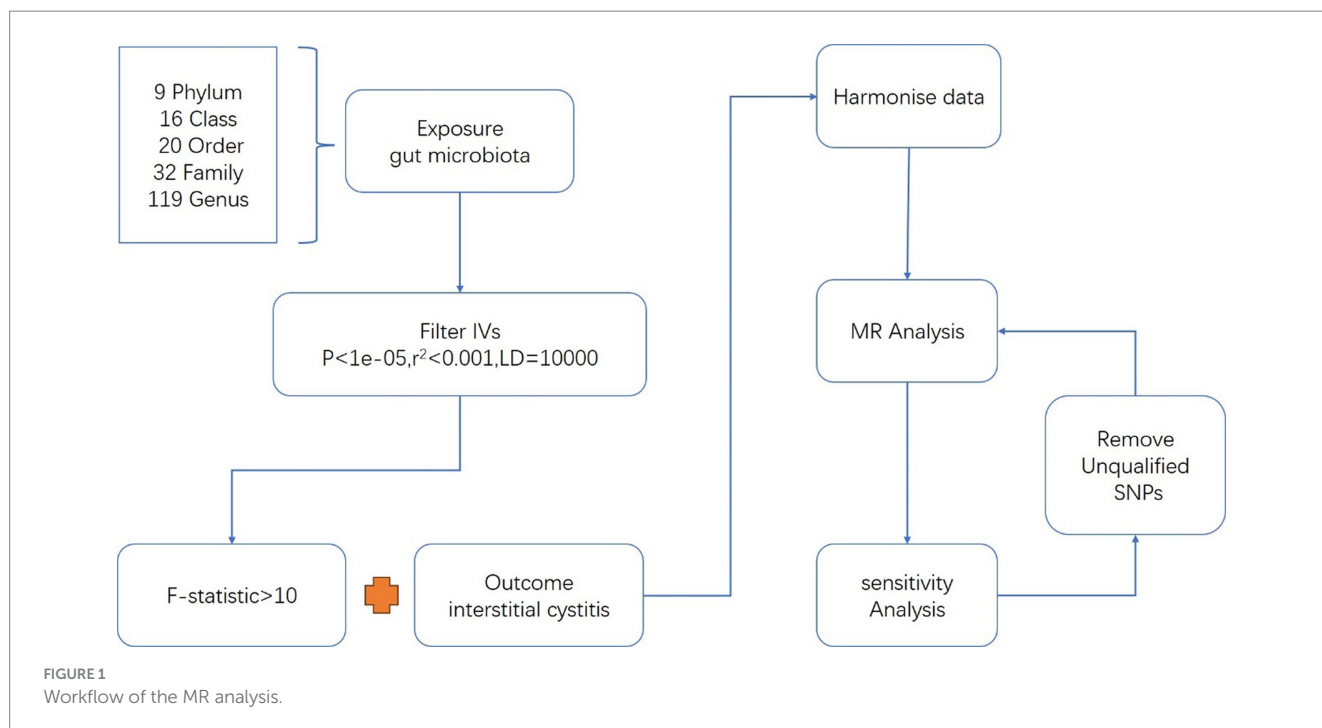 9 Phylum
16 Class
20 Order
32 Family
119 Genus
Exposure
gut microbiota
Filter IVs
P<1e-05,r²<0.001,LD=10000
F-statistic>10
Outcome
interstitial cystitis
Harmonise data
MR Analysis
sensitivity
Analysis
Remove
Unqualified
SNPs
FIGURE 1
Workflow of the MR analysis.